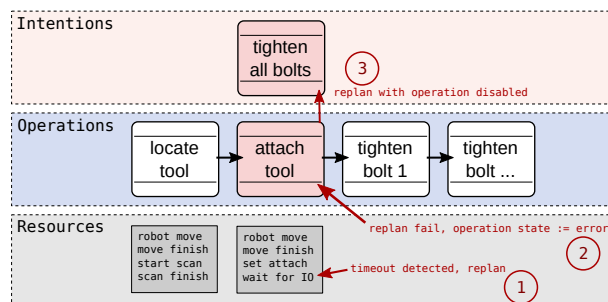 Intentions
tighten
all bolts
3
replan with operation disabled
Operations
locate
tool
attach
tool
tighten
bolt 1
tighten
bolt ...
replan fail, operation state := error
2
Resources
robot move
move finish
start scan
scan finish
robot move
move finish
set attach
wait for IO
timeout detected, replan
1